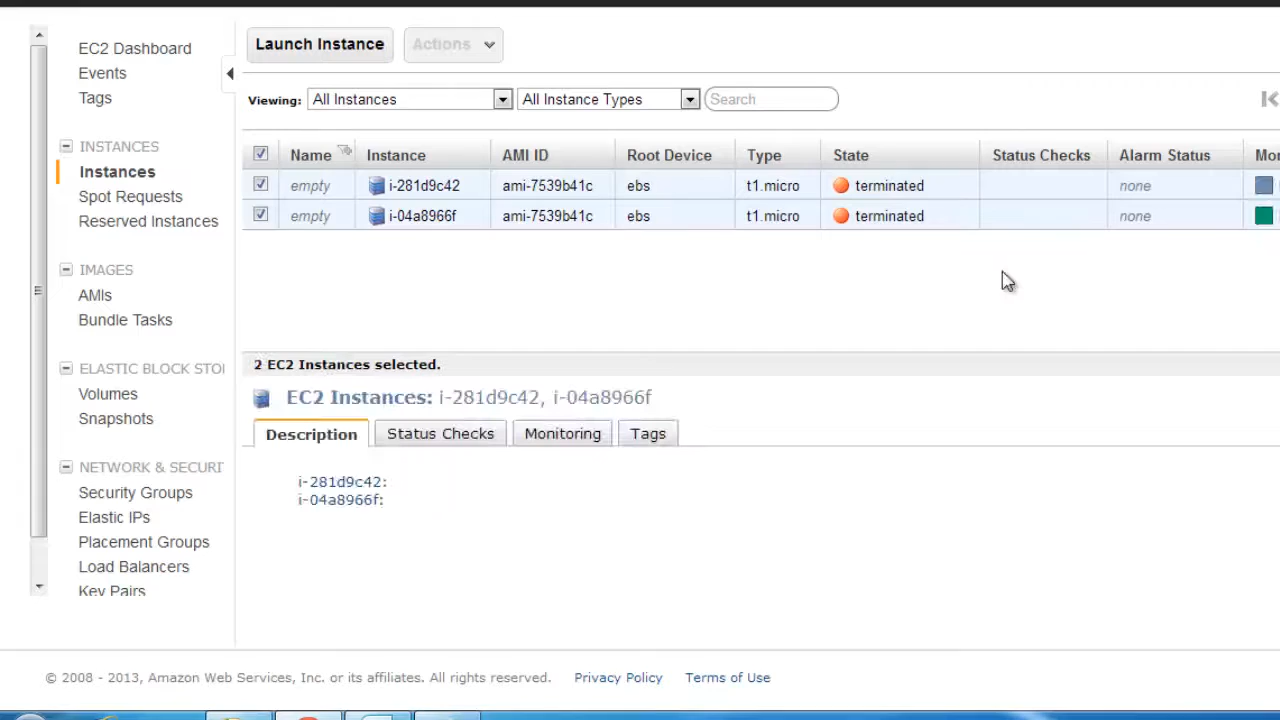 EC2 Dashboard
Events
Tags
INSTANCES
Instances
Spot Requests
Reserved Instances
IMAGES
AMIs
Bundle Tasks
ELASTIC BLOCK STO
Volumes
Snapshots
NETWORK & SECURIT
Security Groups
Elastic IPs
Placement Groups
Load Balancers
Key Pairs
Launch Instance Actions
Viewing: All Instances All Instance Types Search
Name Instance AMI ID Root Device Type State Status Checks Alarm Status Mo
empty i-281d9c42 ami-7539b41c ebs t1.micro terminated none
empty i-04a8966f ami-7539b41c ebs t1.micro terminated none
2 EC2 Instances selected.
EC2 Instances: i-281d9c42, i-04a8966f
Description Status Checks Monitoring Tags
i-281d9c42:
i-04a8966f:
© 2008 - 2013, Amazon Web Services, Inc. or its affiliates. All rights reserved. Privacy Policy Terms of Use